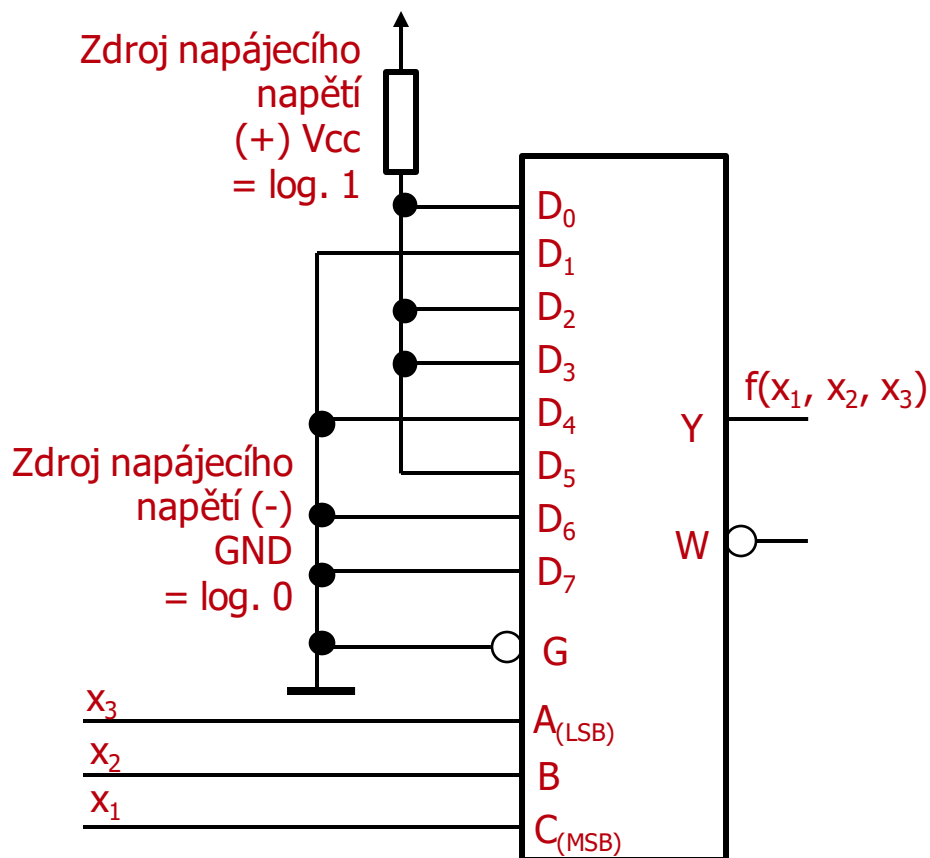 Zdroj napájecího
napětí
(+) Vcc
= log. 1
D₀
D₁
D₂
D₃
D₄
D₅
D₆
D₇
G
A(LSB)
B
C(MSB)
Y
W
f(x₁, x₂, x₃)
Zdroj napájecího
napětí (-)
GND
= log. 0
x₃
x₂
x₁